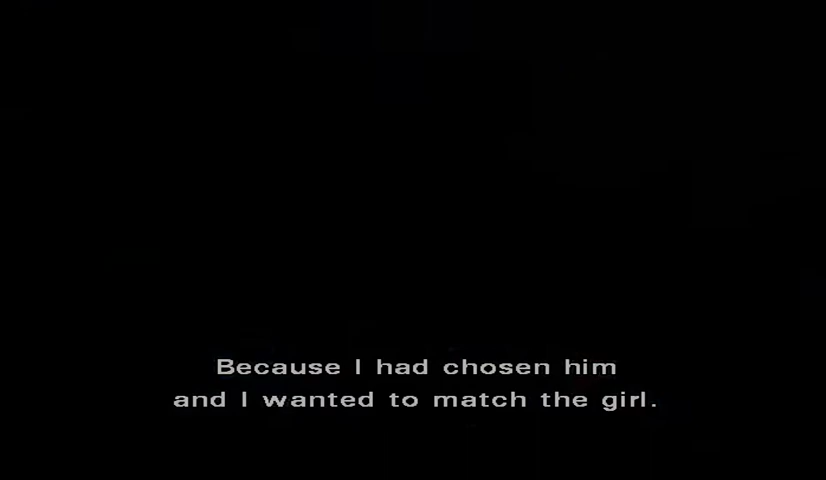 Because I had chosen him
and I wanted to match the girl.